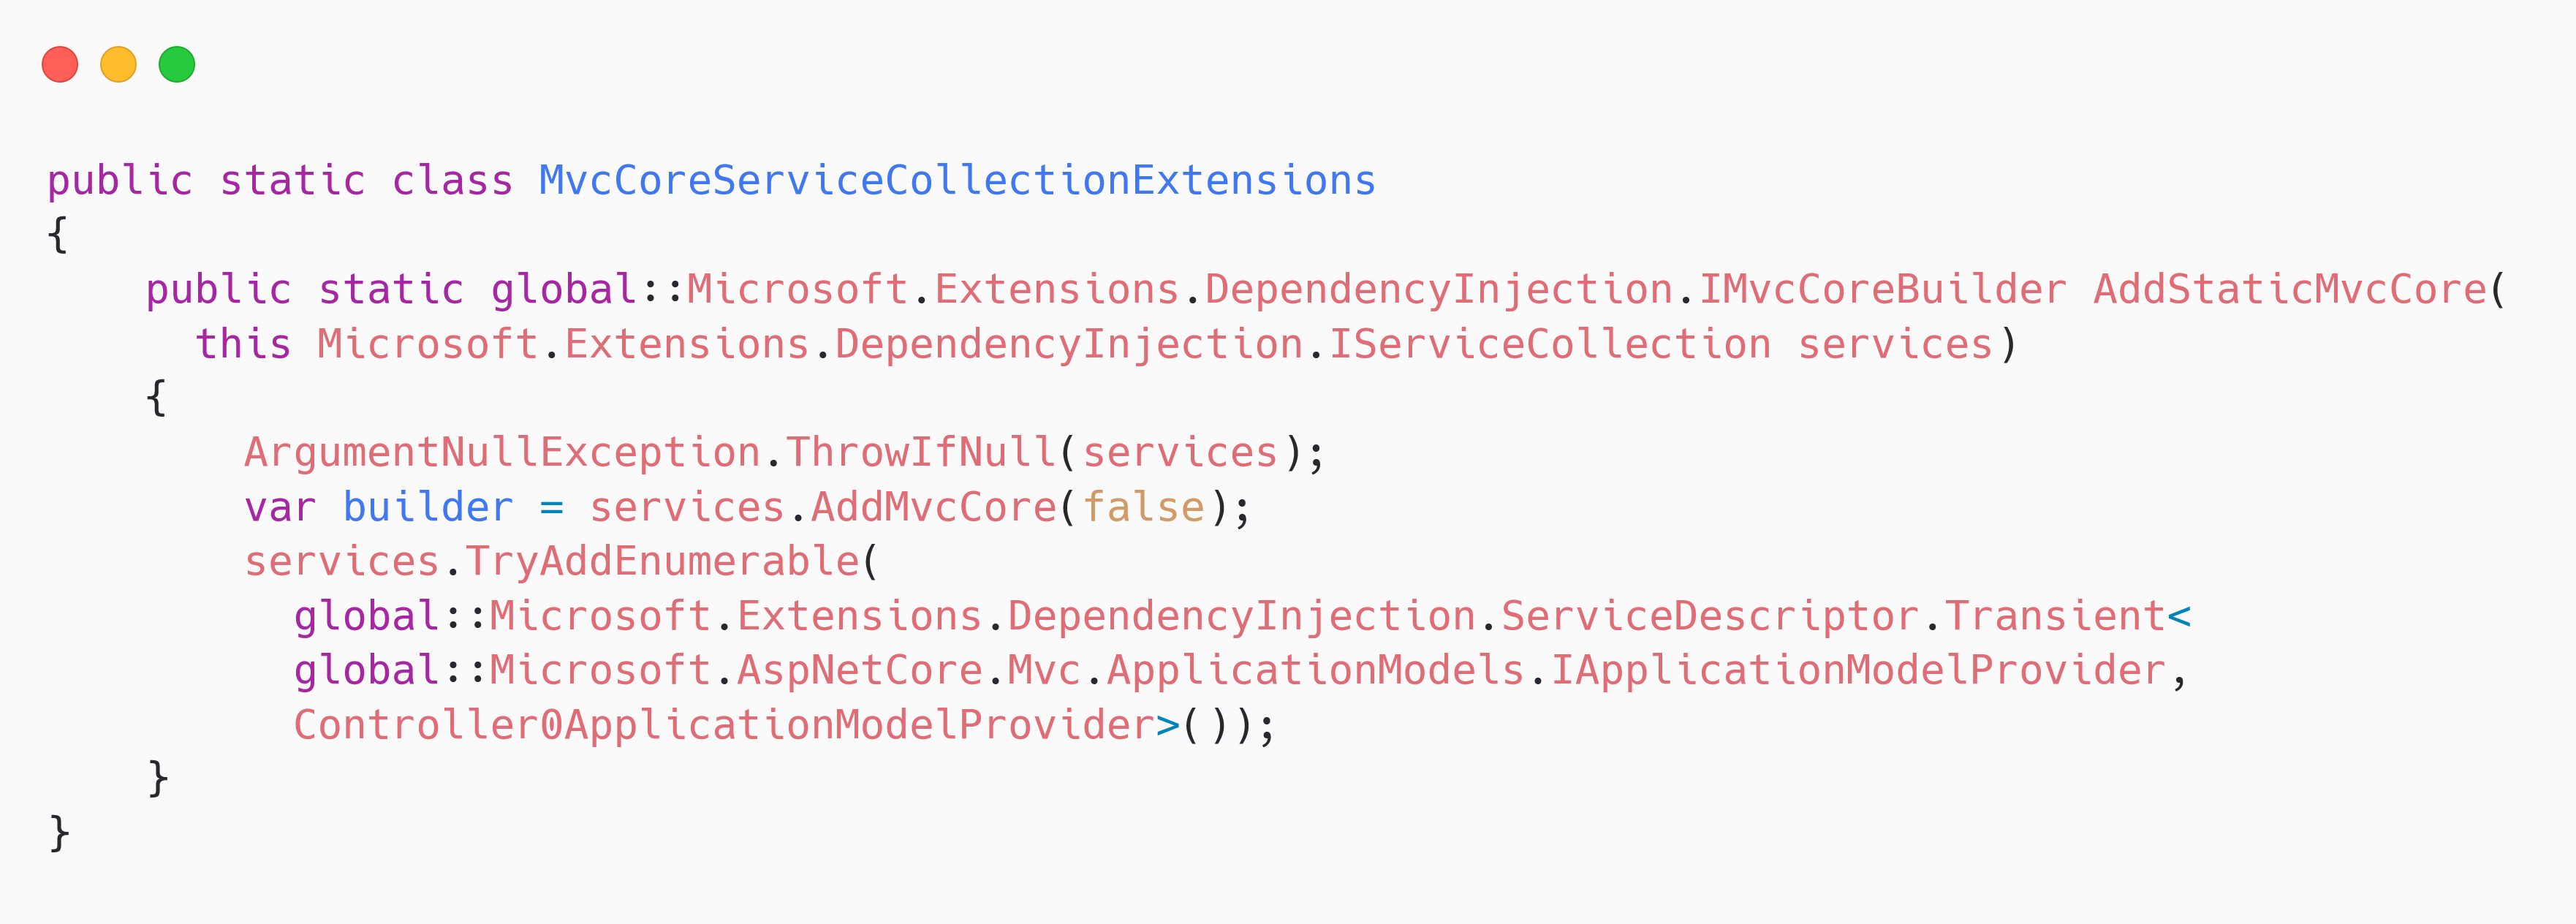 public static class MvcCoreServiceCollectionExtensions
{
    public static global::Microsoft.Extensions.DependencyInjection.IMvcCoreBuilder AddStaticMvcCore(
      this Microsoft.Extensions.DependencyInjection.IServiceCollection services)
    {
        ArgumentNullException.ThrowIfNull(services);
        var builder = services.AddMvcCore(false);
        services.TryAddEnumerable(
          global::Microsoft.Extensions.DependencyInjection.ServiceDescriptor.Transient<
          global::Microsoft.AspNetCore.Mvc.ApplicationModels.IApplicationModelProvider,
          Controller0ApplicationModelProvider>());
    }
}